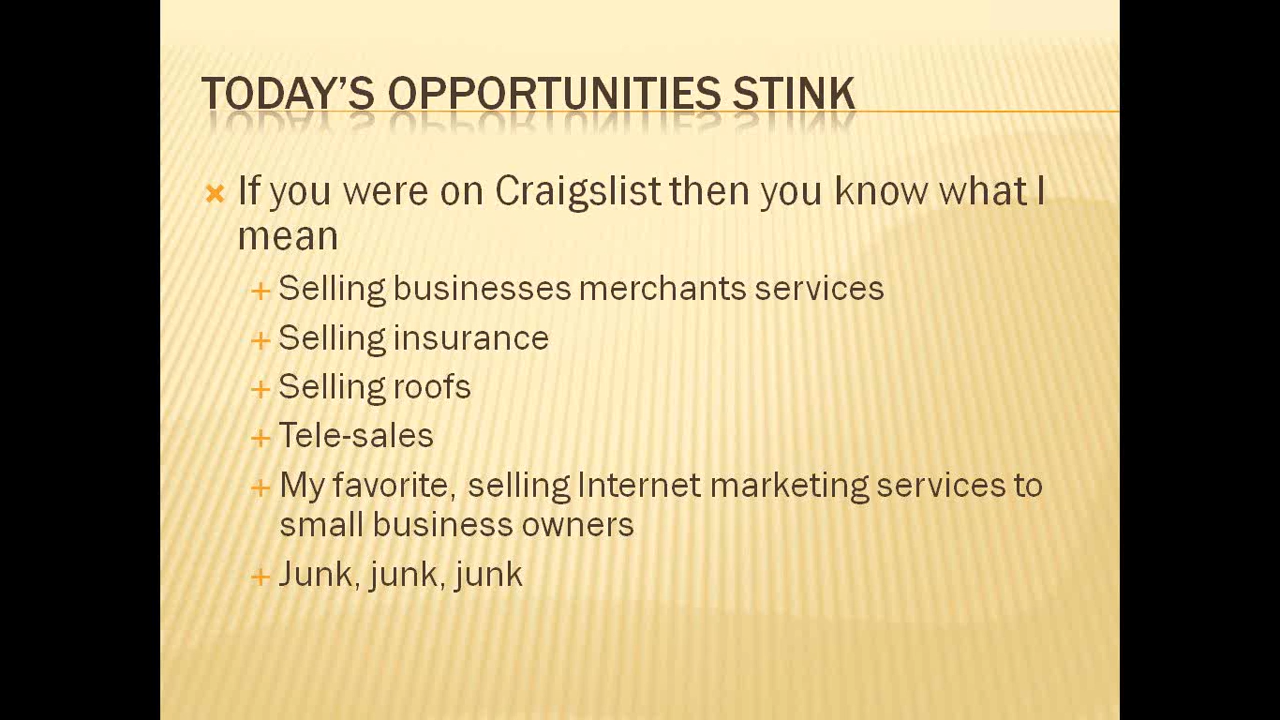 TODAY'S OPPORTUNITIES STINK
If you were on Craigslist then you know what I
mean
Selling businesses merchants services
Selling insurance
Selling roofs
Tele-sales
My favorite, selling Internet marketing services to
small business owners
Junk, junk, junk